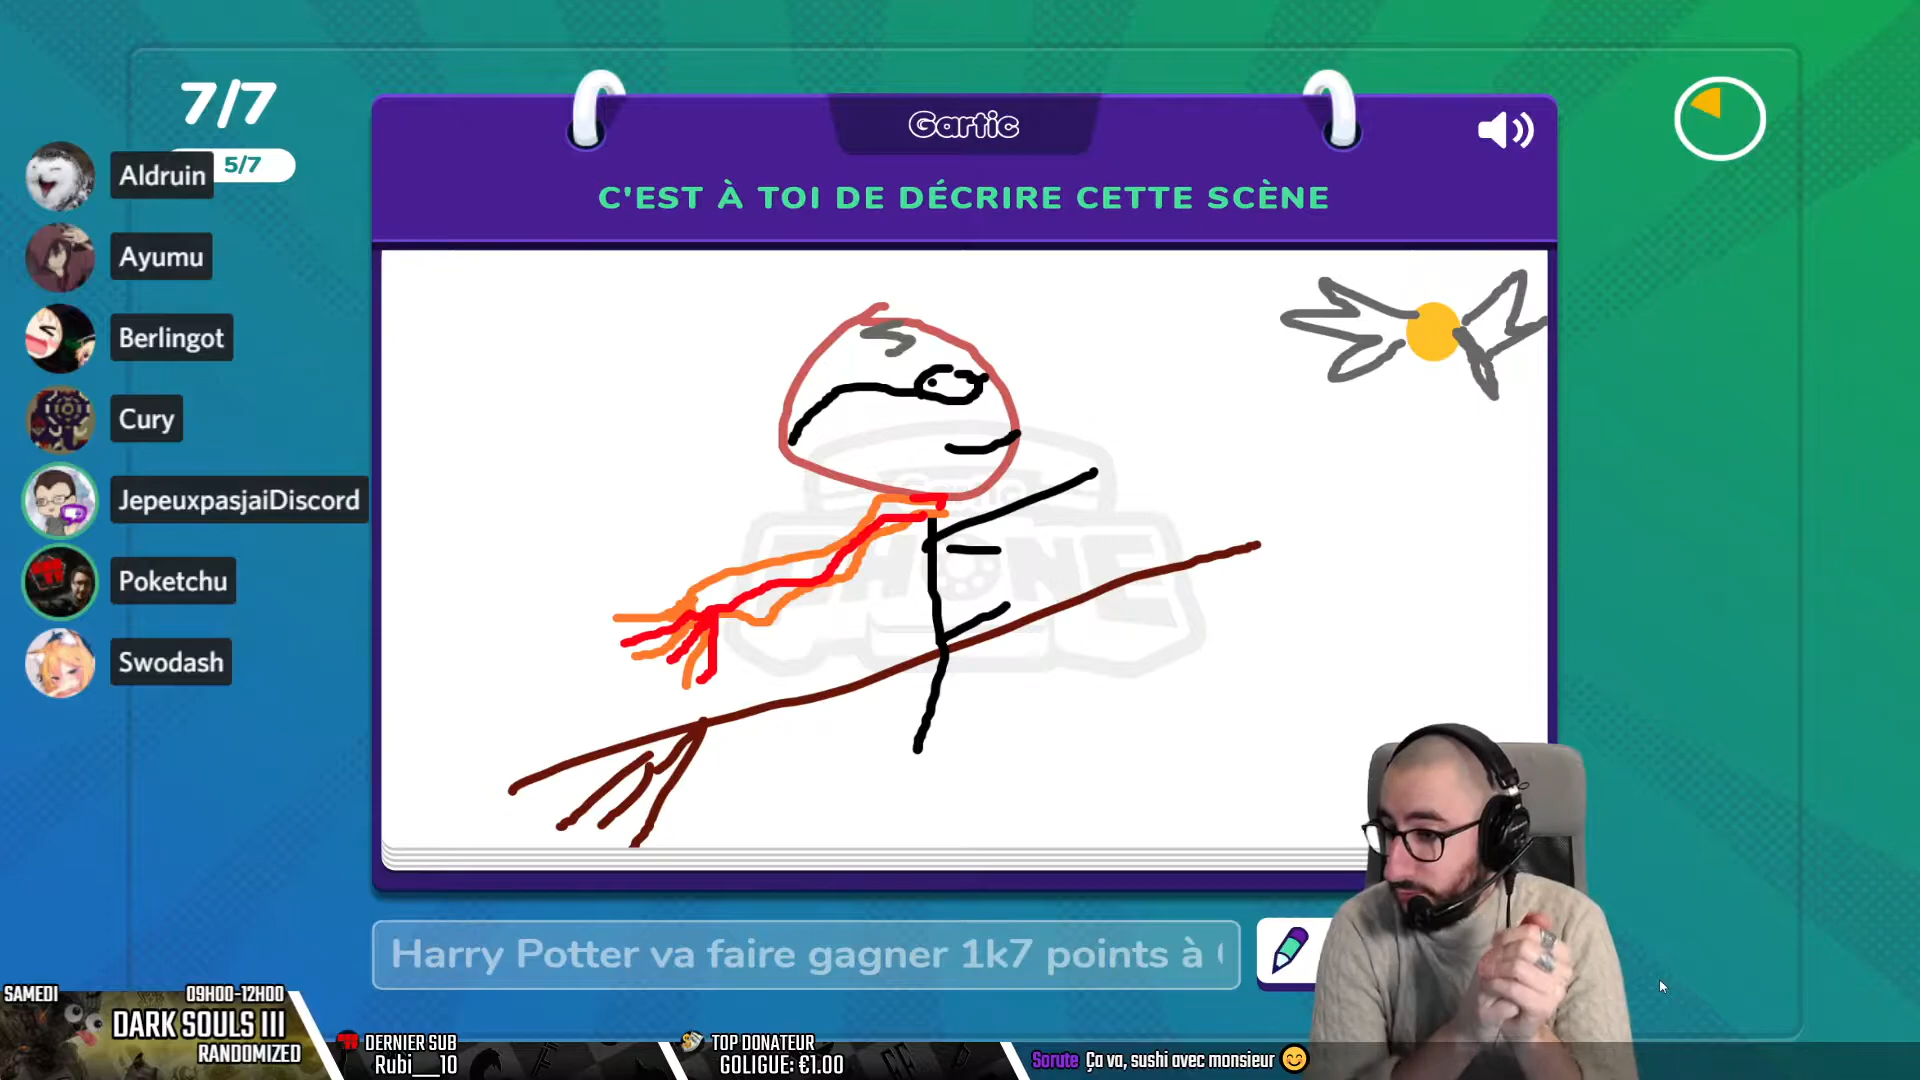 7/7
5/7
Gartic
C'EST À TOI DE DÉCRIRE CETTE SCÈNE
Aldruin
Ayumu
Berlingot
Cury
JepeuxpasjaiDiscord
Poketchu
Swodash
PHONE
Harry Potter va faire gagner 1k7 points à
SAMEDI
09H00-12H00
DARK SOULS III
RANDOMIZED
DERNIER SUB
Rubi__10
TOP DONATEUR
GOLIGUE: €1.00
Sorute Ça va, sushi avec monsieur